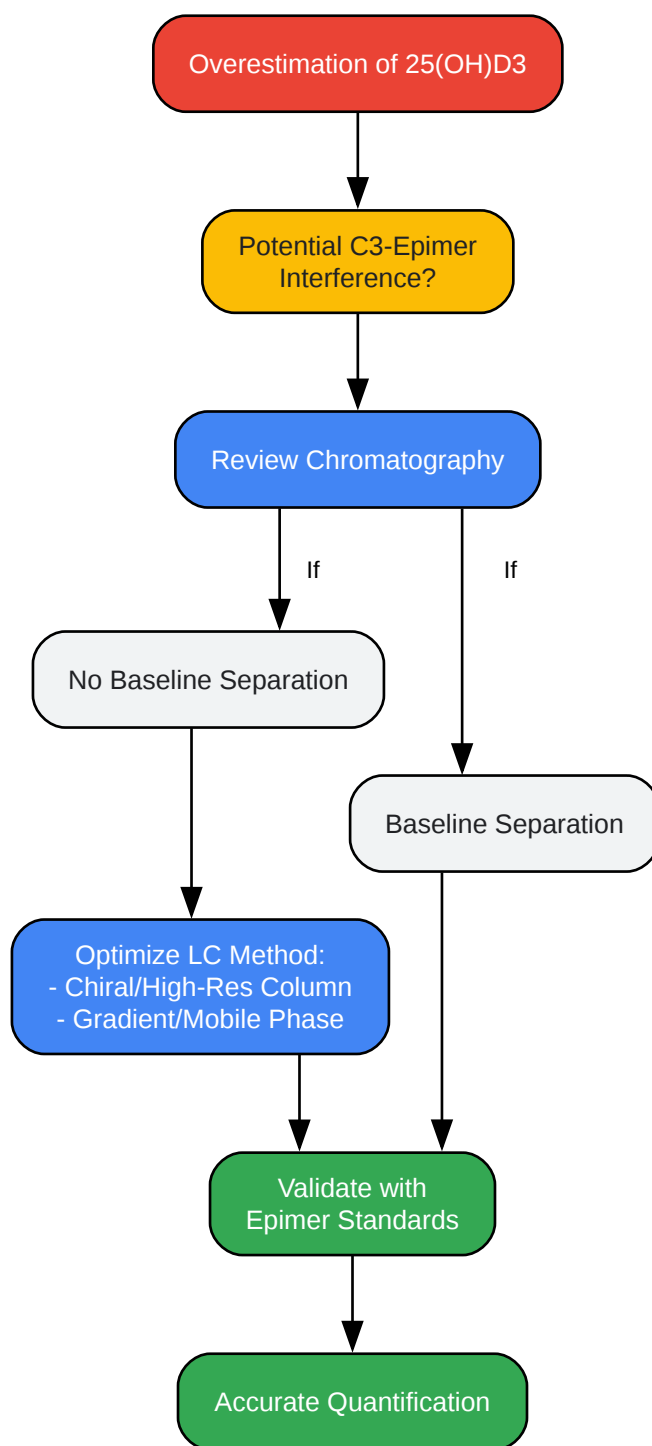 Overestimation of 25(OH)D3
Potential C3-Epimer
Interference?
Review Chromatography
If
If
No Baseline Separation
Baseline Separation
Optimize LC Method:
- Chiral/High-Res Column
- Gradient/Mobile Phase
Validate with
Epimer Standards
Accurate Quantification